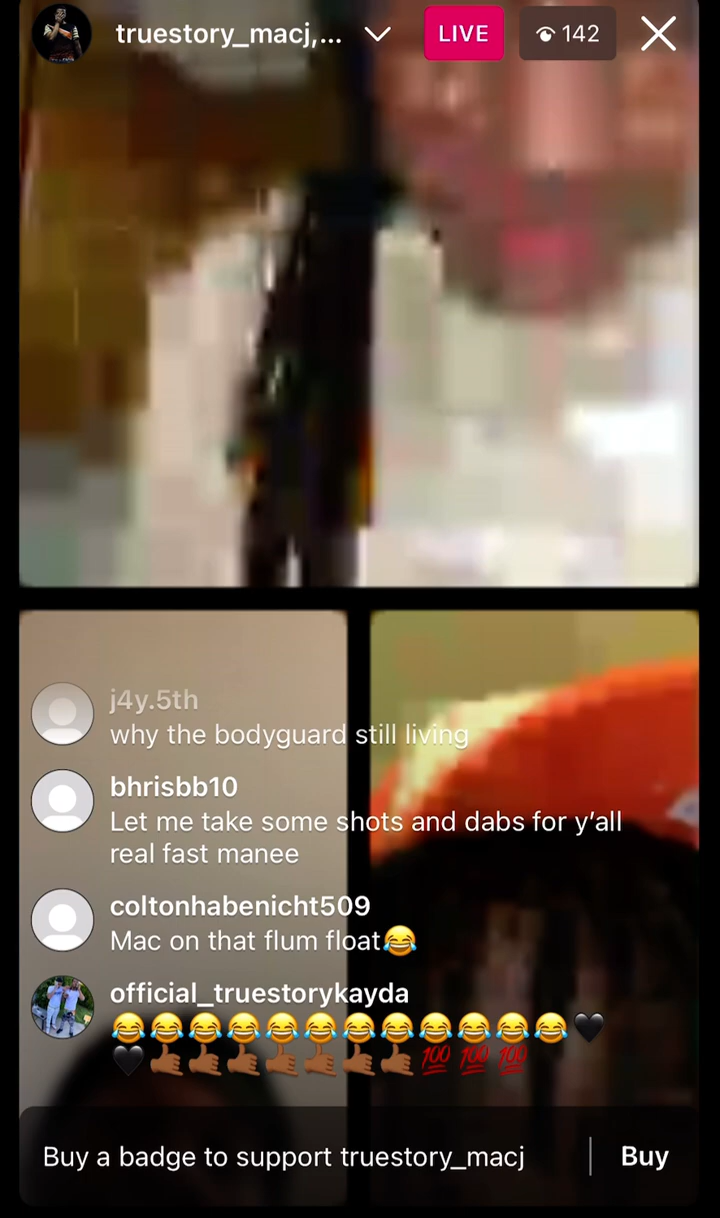 truestory_macj,...
LIVE
142
j4y.5th
why the bodyguard still living
bhrisbb10
Let me take some shots and dabs for y’all
real fast manee
coltonhabenicht509
Mac on that flum float😂
official_truestorykayda
😂😂😂😂😂😂😂😂😂😂😂😂🖤
🖤🤙🏾🤙🏾🤙🏾🤙🏾🤙🏾🤙🏾🤙🏾💯💯💯
Buy a badge to support truestory_macj
Buy